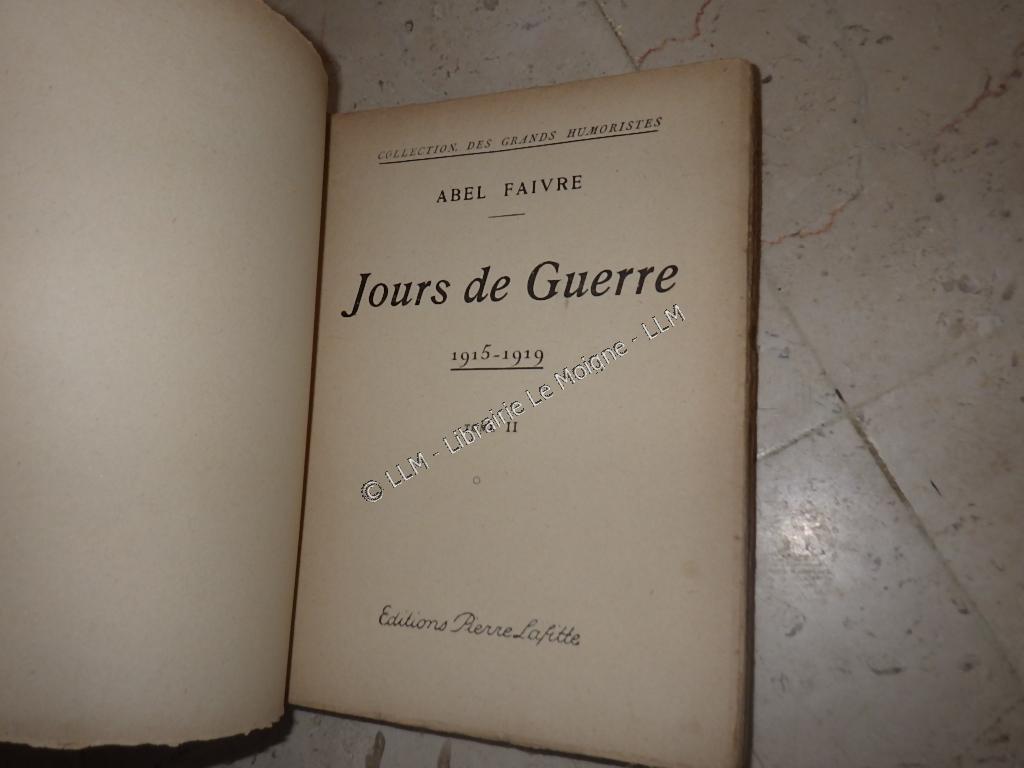 COLLECTION DES GRANDS HUMORISTES
ABEL FAIVRE
Jours de Guerre
1915-1919
II
© LLM - Librairie Le Moigne - LLM
Editions Pierre Lafitte